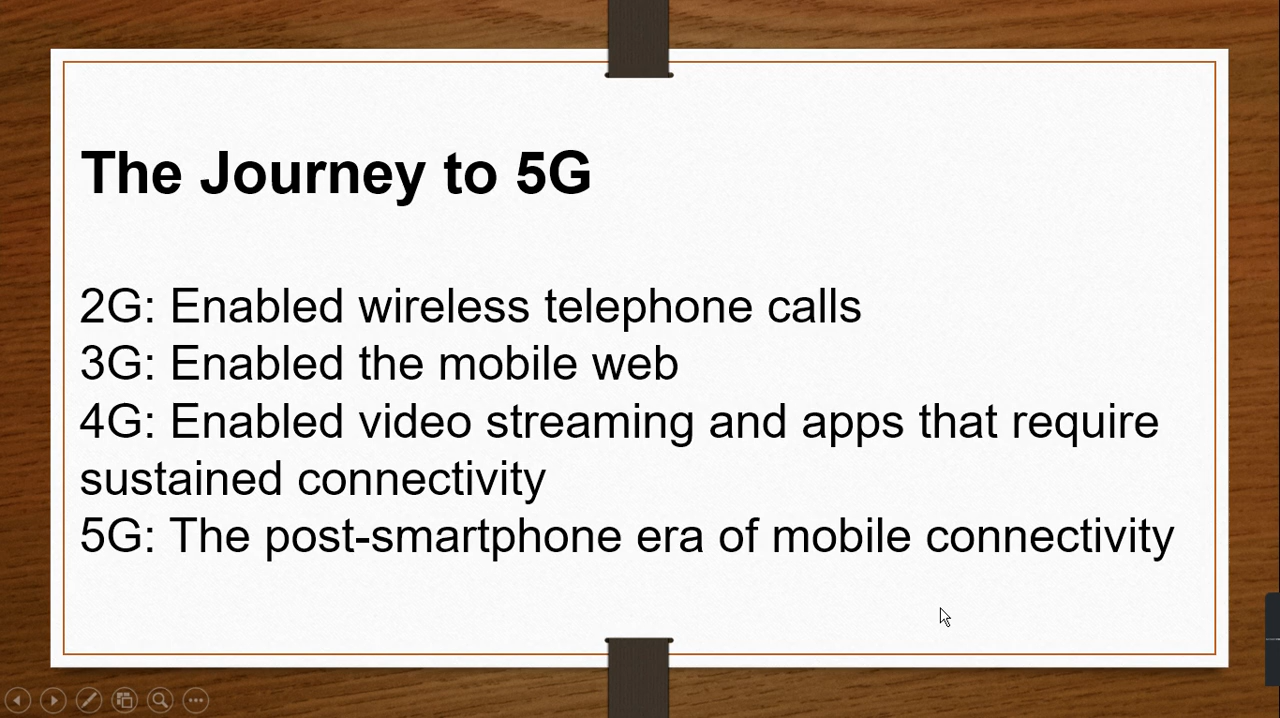 The Journey to 5G
2G: Enabled wireless telephone calls
3G: Enabled the mobile web
4G: Enabled video streaming and apps that require
sustained connectivity
5G: The post-smartphone era of mobile connectivity